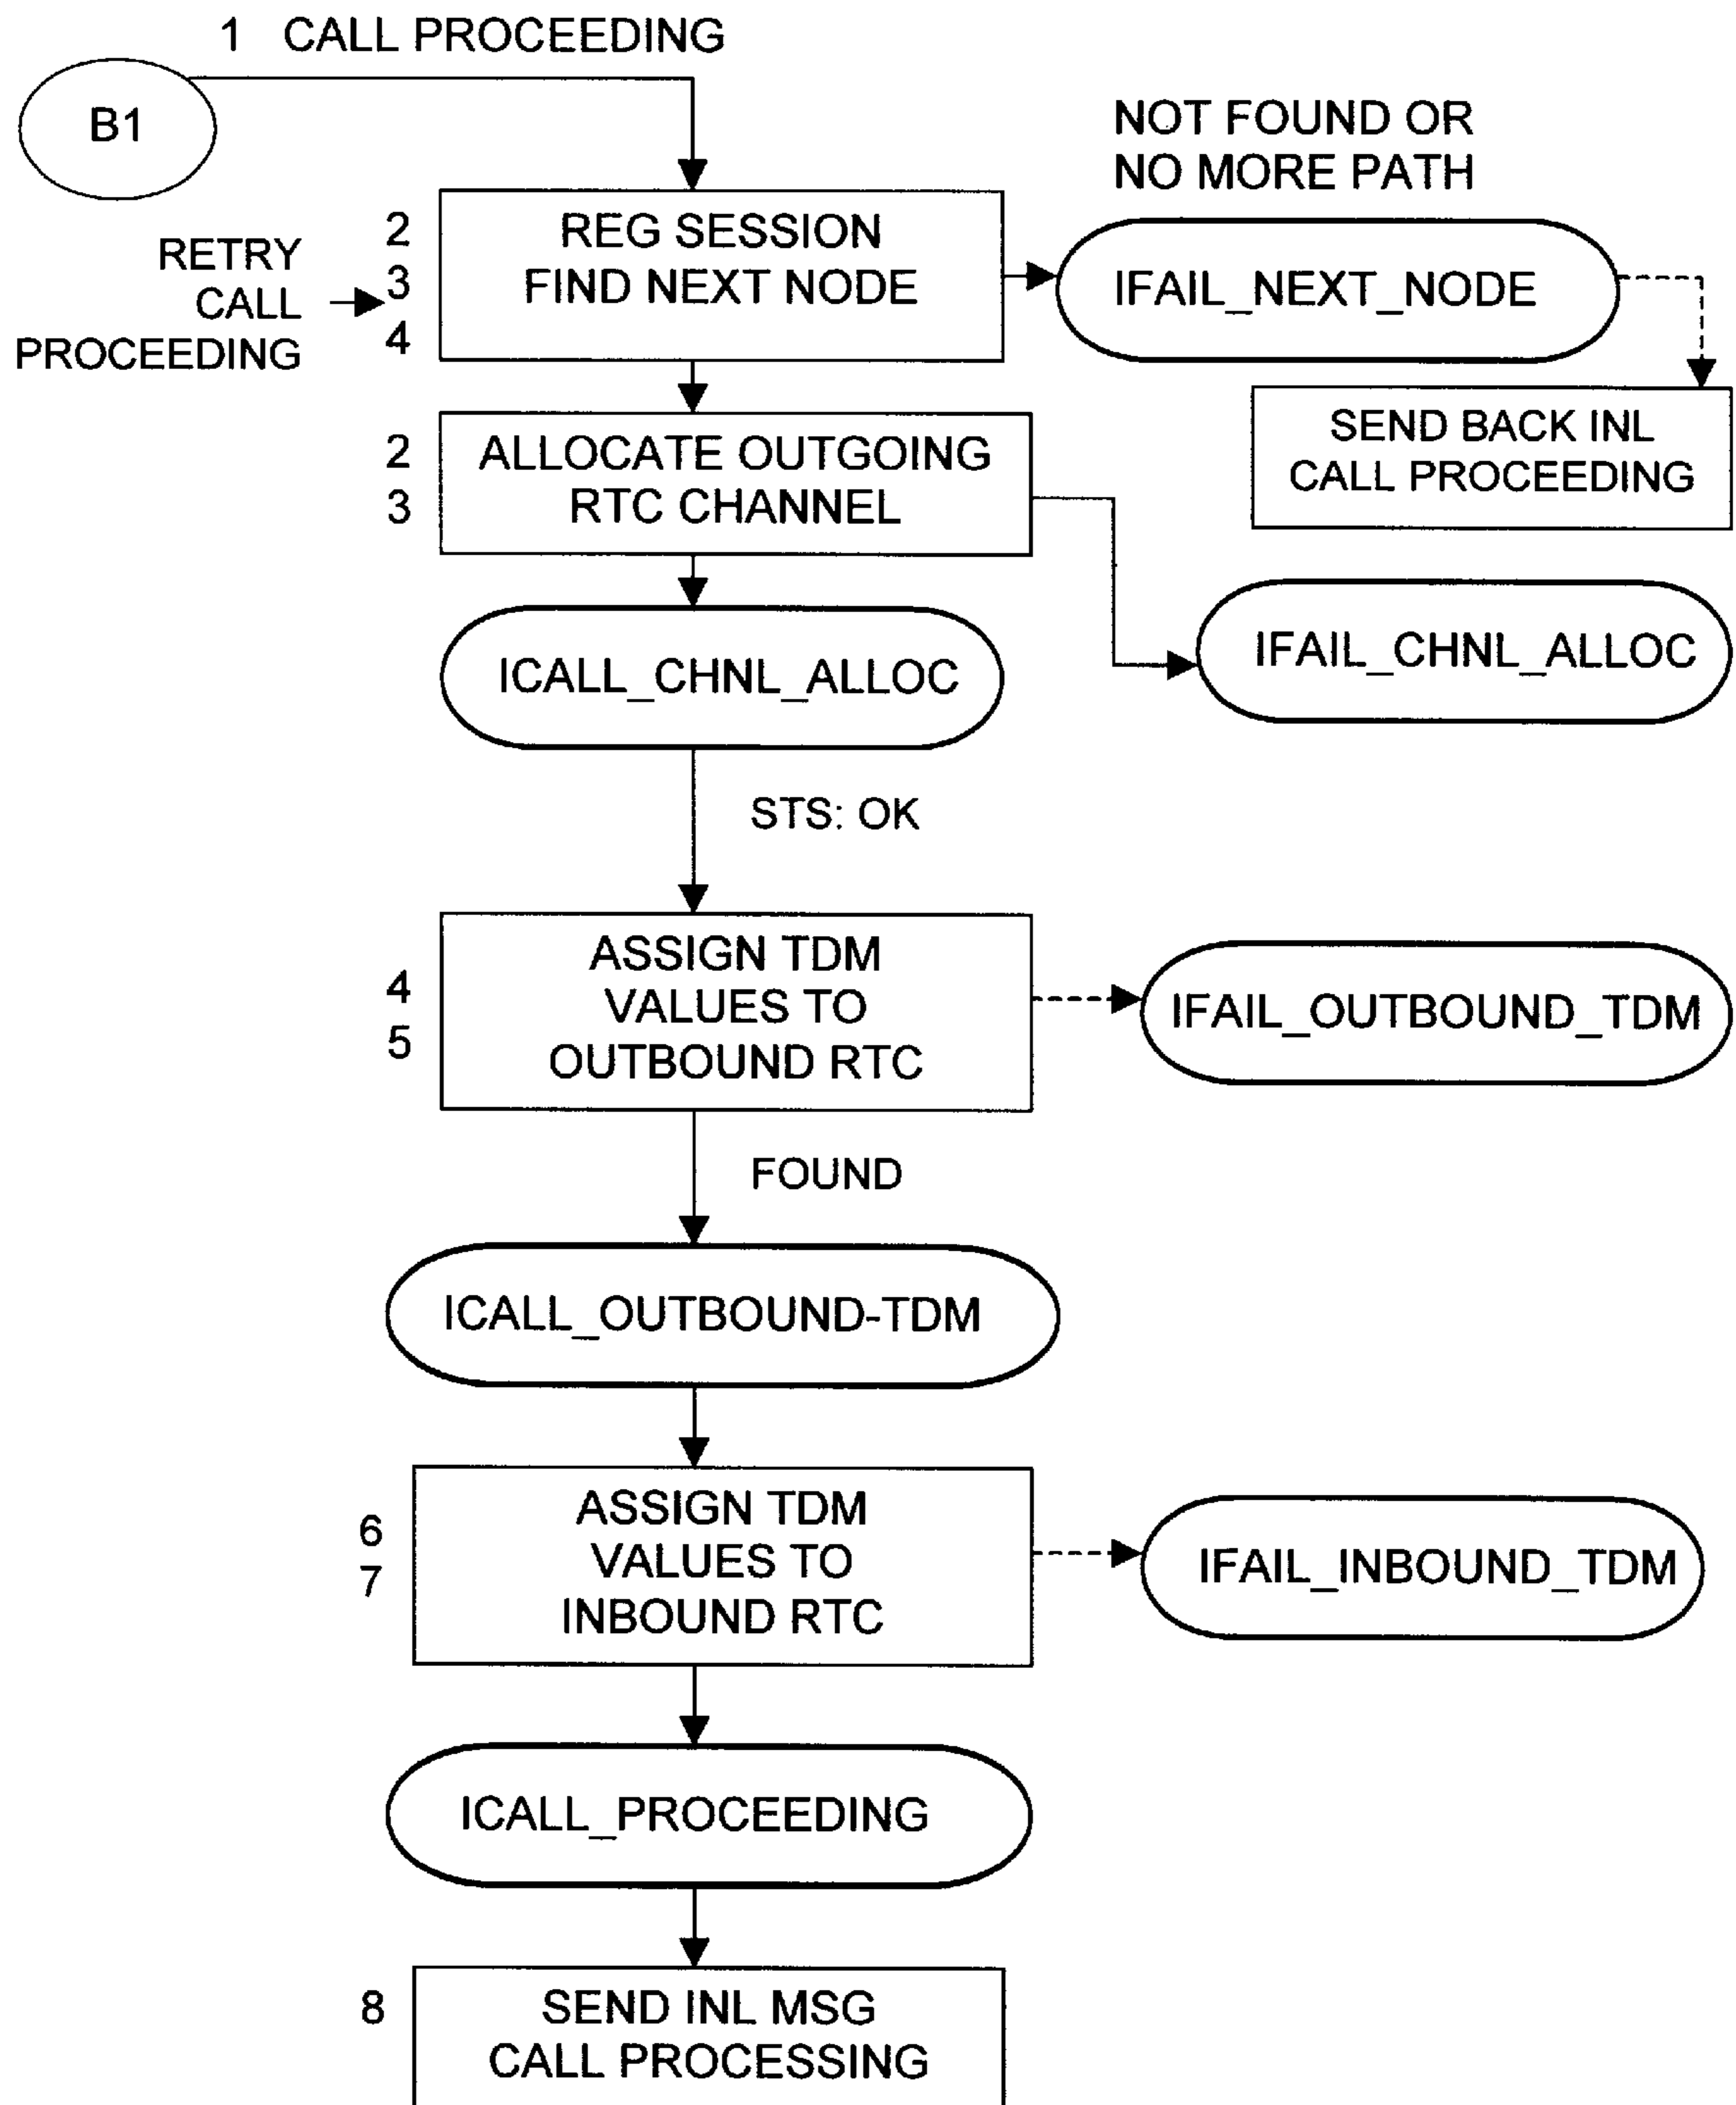 1 CALL PROCEEDING
B1
NOT FOUND OR
NO MORE PATH
RETRY
CALL
PROCEEDING
2
3
4
REG SESSION
FIND NEXT NODE
IFAIL_NEXT_NODE
SEND BACK INL
CALL PROCEEDING
2
3
ALLOCATE OUTGOING
RTC CHANNEL
IFAIL_CHNL_ALLOC
ICALL_CHNL_ALLOC
STS: OK
4
5
ASSIGN TDM
VALUES TO
OUTBOUND RTC
IFAIL_OUTBOUND_TDM
FOUND
ICALL_OUTBOUND-TDM
6
7
ASSIGN TDM
VALUES TO
INBOUND RTC
IFAIL_INBOUND_TDM
ICALL_PROCEEDING
8
SEND INL MSG
CALL PROCESSING